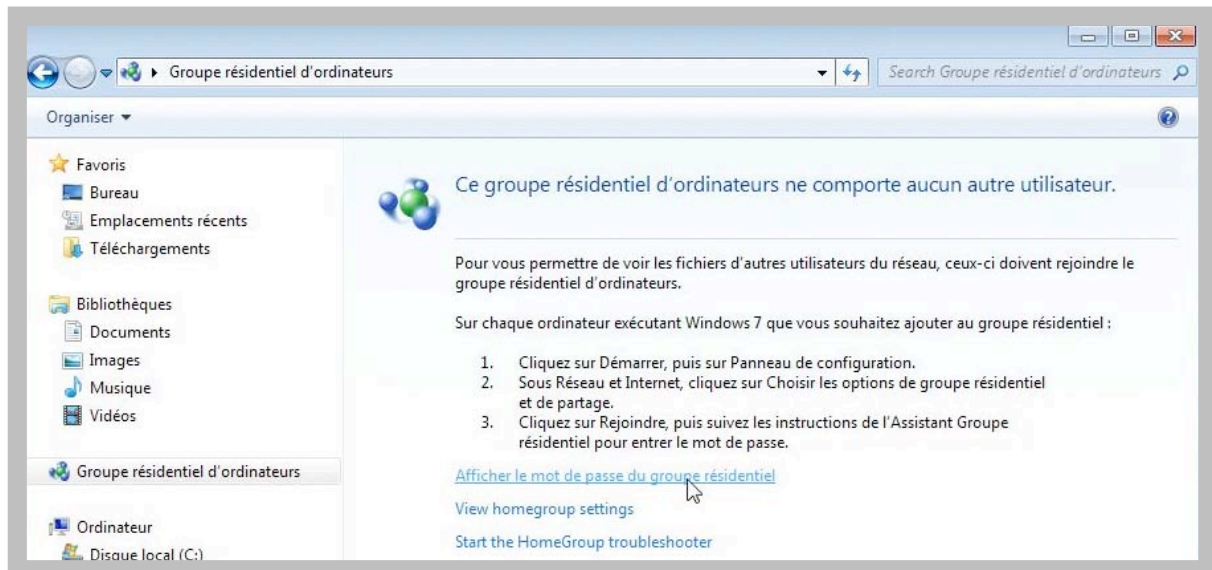 Groupe résidentiel d'ordinateurs
Search Groupe résidentiel d'ordinateurs
Organiser
Favoris
Bureau
Emplacements récents
Téléchargements
Bibliothèques
Documents
Images
Musique
Vidéos
Groupe résidentiel d'ordinateurs
Ordinateur
Disque local (C:)
Ce groupe résidentiel d'ordinateurs ne comporte aucun autre utilisateur.
Pour vous permettre de voir les fichiers d'autres utilisateurs du réseau, ceux-ci doivent rejoindre le
groupe résidentiel d'ordinateurs.
Sur chaque ordinateur exécutant Windows 7 que vous souhaitez ajouter au groupe résidentiel :
1. Cliquez sur Démarrer, puis sur Panneau de configuration.
2. Sous Réseau et Internet, cliquez sur Choisir les options de groupe résidentiel
et de partage.
3. Cliquez sur Rejoindre, puis suivez les instructions de l'Assistant Groupe
résidentiel pour entrer le mot de passe.
Afficher le mot de passe du groupe résidentiel
View homegroup settings
Start the HomeGroup troubleshooter